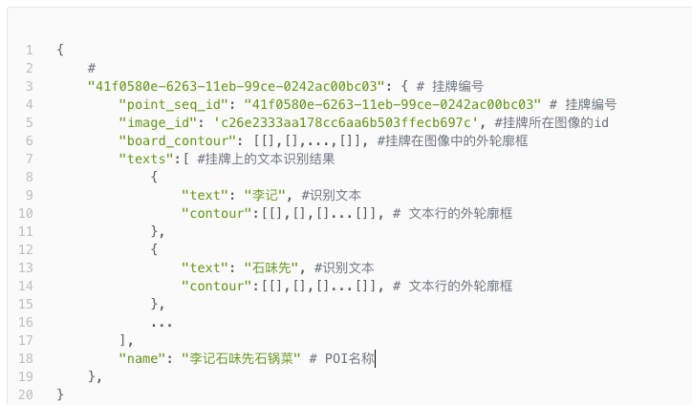 1 {
2 #
3 "41f0580e-6263-11eb-99ce-0242ac00bc03": { # 挂牌编号
4 "point_seq_id": "41f0580e-6263-11eb-99ce-0242ac00bc03" # 挂牌编号
5 "image_id": 'c26e2333aa178cc6aa6b503ffecb697c', #挂牌所在图像的id
6 "board_contour": [[],[],...,[]], #挂牌在图像中的外轮廓框
7 "texts":[ #挂牌上的文本识别结果
8 {
9 "text": "李记", #识别文本
10 "contour":[[],[],[]...[]], # 文本行的外轮廓框
11 },
12 {
13 "text": "石味先", #识别文本
14 "contour":[[],[],[]...[]], # 文本行的外轮廓框
15 },
16 ...
17 ],
18 "name": "李记石味先石锅菜" # POI名称
19 },
20 }